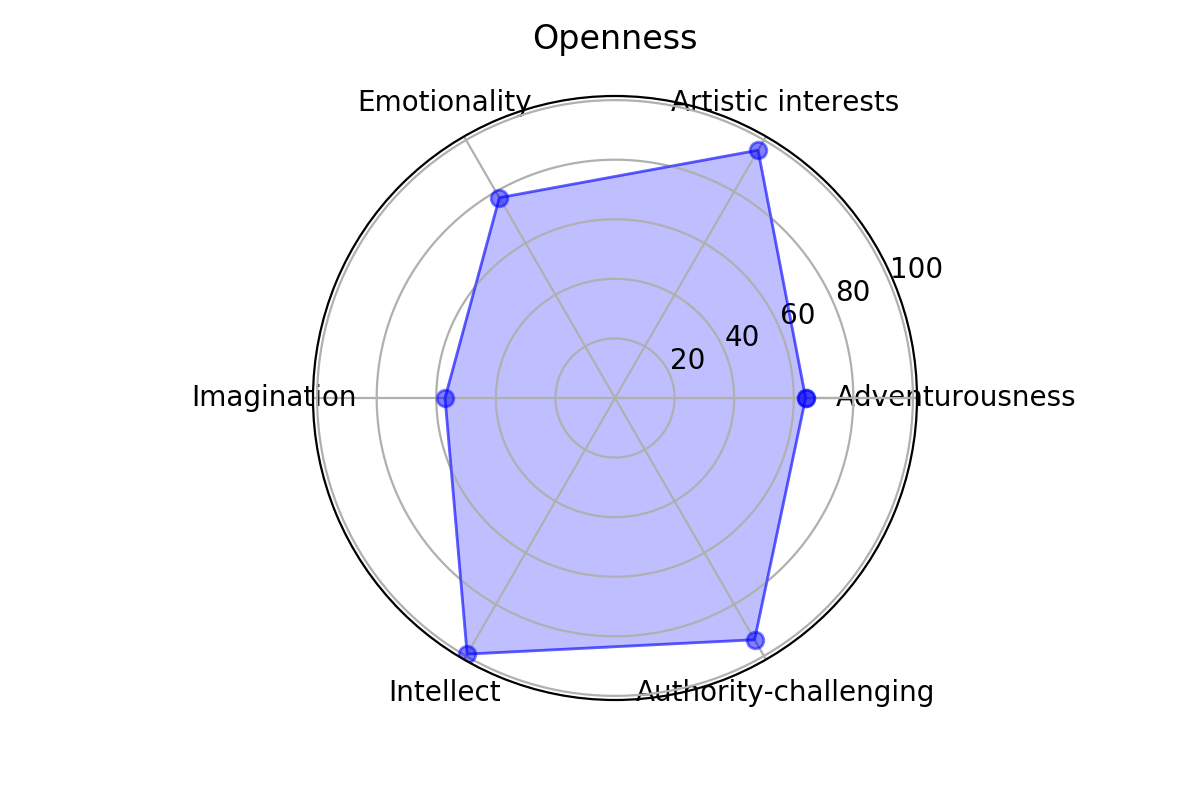 Openness
Emotionality
Artistic interests
100
80
60
40
20
Imagination
Adventurousness
Intellect
Authority-challenging